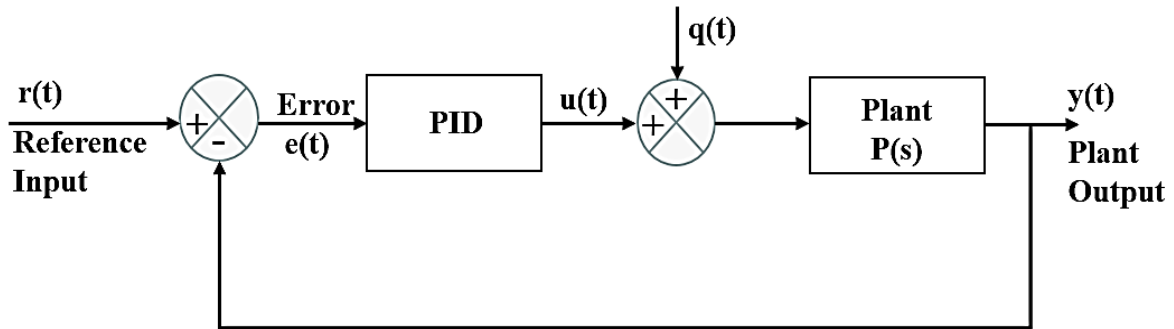 r(t)
Reference
Input
+
-
Error
e(t)
PID
u(t)
q(t)
+
+
Plant
P(s)
y(t)
Plant
Output